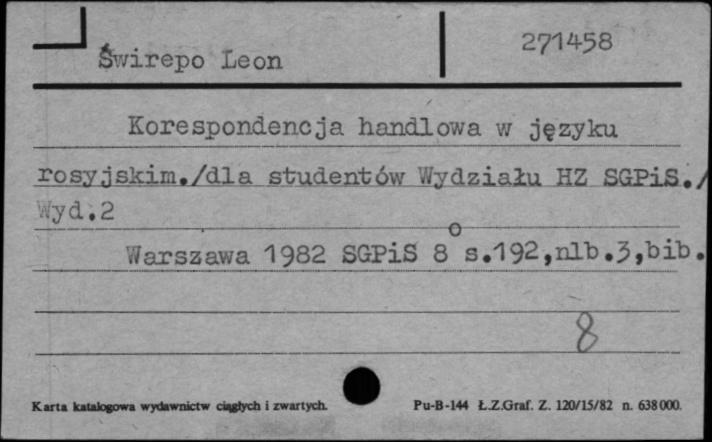 Świrepo Leon
271458
Korespondencja handlowa w języku
rosyjskim./dla studentów Wydziału HZ SGPiS./
Wyd.2
Warszawa 1982 SGPiS 8° s.192,nlb.3,bib.
8
Karta katalogowa wydawnictw ciągłych i zwartych.
Pu-B-144 Ł.Z.Graf. Z. 120/15/82 n. 638000.